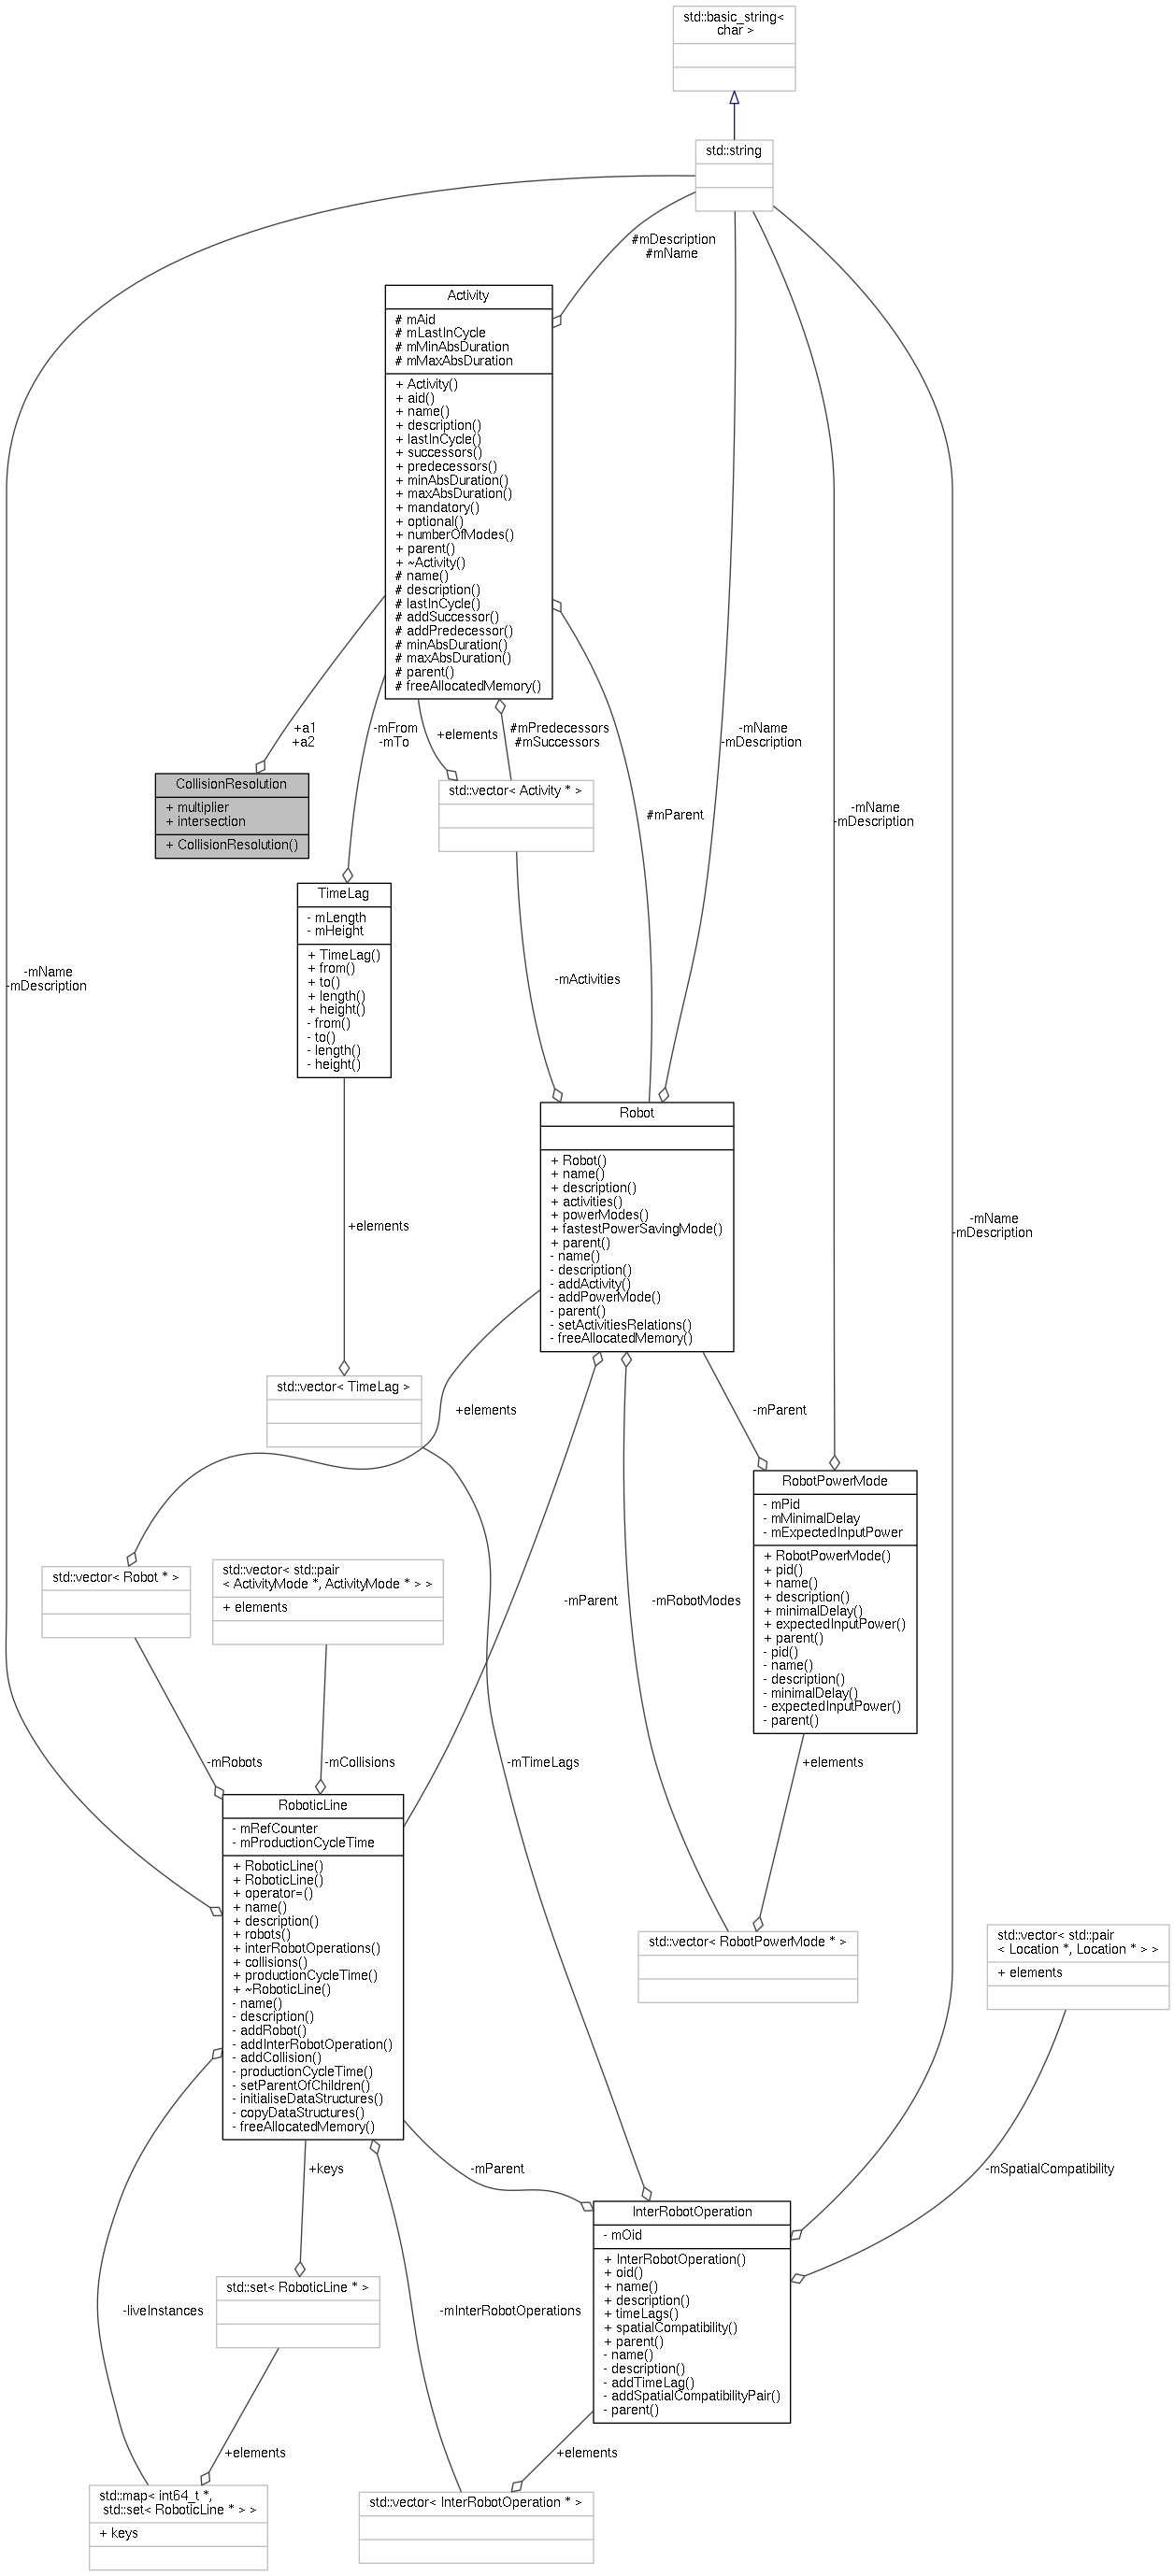 std::basic_string<
char >
std::string
#mDescription
#mName
Activity
# mAid
# mLastInCycle
# mMinAbsDuration
# mMaxAbsDuration
+ Activity()
+ aid()
+ name()
+ description()
+ lastInCycle()
+ successors()
+ predecessors()
+ minAbsDuration()
+ maxAbsDuration()
+ mandatory()
+ optional()
+ numberOfModes()
+ parent()
+ ~Activity()
# name()
# description()
# lastInCycle()
# addSuccessor()
# addPredecessor()
# minAbsDuration()
# maxAbsDuration()
# parent()
# freeAllocatedMemory()
+a1
+a2
-mFrom
-mTo
+elements
#mPredecessors
#mSuccessors
-mName
-mDescription
CollisionResolution
+ multiplier
+ intersection
+ CollisionResolution()
std::vector< Activity * >
#mParent
-mName
-mDescription
TimeLag
- mLength
- mHeight
+ TimeLag()
+ from()
+ to()
+ length()
+ height()
- from()
- to()
- length()
- height()
-mName
-mDescription
-mActivities
Robot
+ Robot()
+ name()
+ description()
+ activities()
+ powerModes()
+ fastestPowerSavingMode()
+ parent()
- name()
- description()
- addActivity()
- addPowerMode()
- parent()
- setActivitiesRelations()
- freeAllocatedMemory()
+elements
-mName
-mDescription
std::vector< TimeLag >
+elements
-mParent
RobotPowerMode
- mPid
- mMinimalDelay
- mExpectedInputPower
+ RobotPowerMode()
+ pid()
+ name()
+ description()
+ minimalDelay()
+ expectedInputPower()
+ parent()
- pid()
- name()
- description()
- minimalDelay()
- expectedInputPower()
- parent()
std::vector< Robot * >
std::vector< std::pair
< ActivityMode *, ActivityMode * > >
+ elements
-mParent
-mRobotModes
-mRobots
-mCollisions
-mTimeLags
+elements
RoboticLine
- mRefCounter
- mProductionCycleTime
+ RoboticLine()
+ RoboticLine()
+ operator=()
+ name()
+ description()
+ robots()
+ interRobotOperations()
+ collisions()
+ productionCycleTime()
+ ~RoboticLine()
- name()
- description()
- addRobot()
- addInterRobotOperation()
- addCollision()
- productionCycleTime()
- setParentOfChildren()
- initialiseDataStructures()
- copyDataStructures()
- freeAllocatedMemory()
std::vector< RobotPowerMode * >
std::vector< std::pair
< Location *, Location * > >
+ elements
+keys
-mParent
-mSpatialCompatibility
InterRobotOperation
- mOid
+ InterRobotOperation()
+ oid()
+ name()
+ description()
+ timeLags()
+ spatialCompatibility()
+ parent()
- name()
- description()
- addTimeLag()
- addSpatialCompatibilityPair()
- parent()
std::set< RoboticLine * >
-liveInstances
-mInterRobotOperations
+elements
+elements
std::map< int64_t *,
std::set< RoboticLine * > >
+ keys
std::vector< InterRobotOperation * >